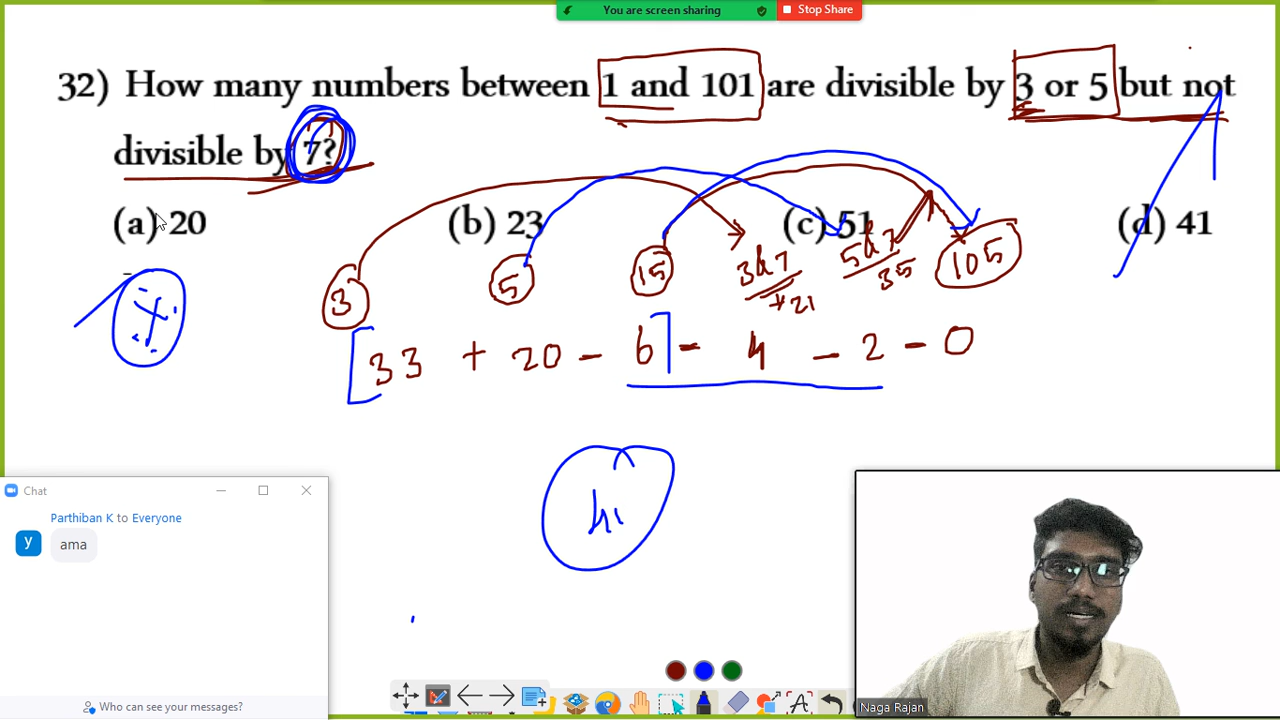 You are screen sharing
Stop Share
32) How many numbers between 1 and 101 are divisible by 3 or 5 but not
divisible by 7?
(a) 20
(b) 23
(c) 51
(d) 41
3
5
15
3&7
21
5&7
35
105
[33 + 20 - 6] - 4 - 2 - 0
Chat
Parthiban K to Everyone
y
ama
Who can see your messages?
Naga Rajan